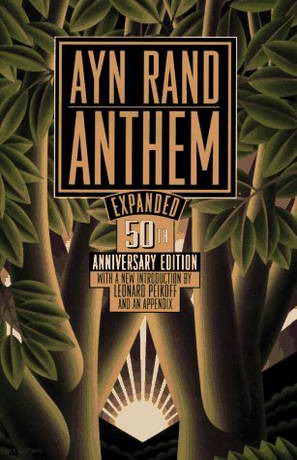 AYN RAND
ANTHEM
EXPANDED
50TH
ANNIVERSARY EDITION
WITH A NEW INTRODUCTION BY
LEONARD PEIKOFF
AND AN APPENDIX